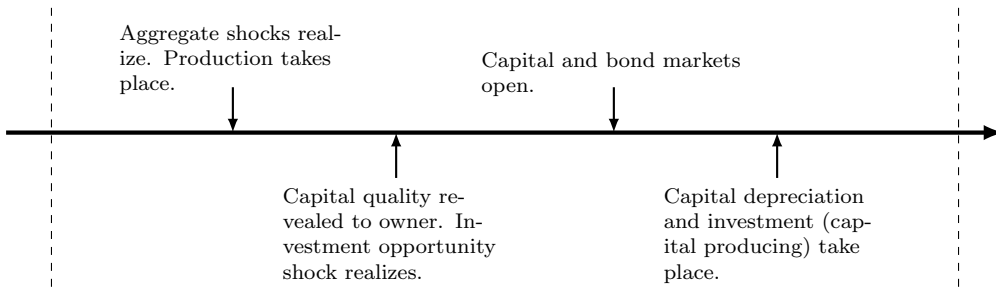 Aggregate shocks real-
ize. Production takes
place.
Capital quality re-
vealed to owner. In-
vestment opportunity
shock realizes.
Capital and bond markets
open.
Capital depreciation
and investment (cap-
ital producing) take
place.